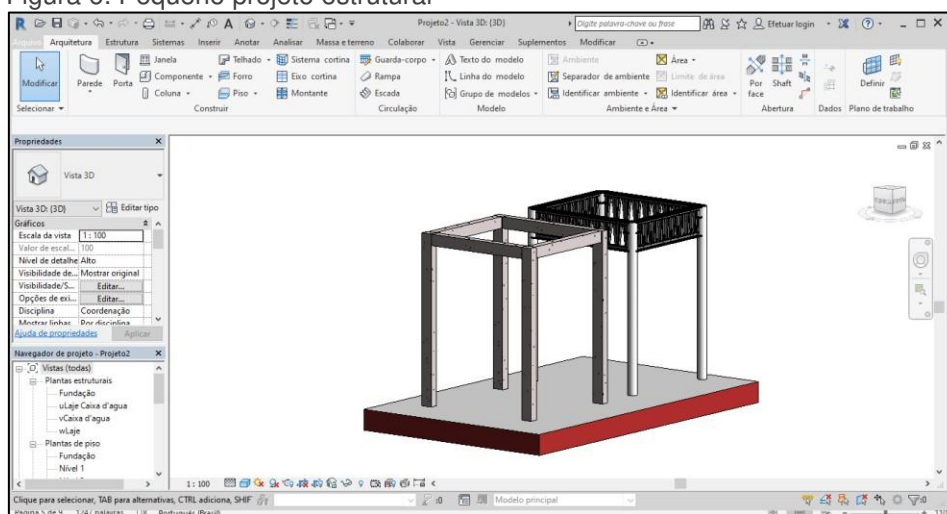 Figura 6: Pequeno projeto estrutural
Projeto2 - Vista 3D: {3D}
Digite palavra-chave ou frase
Efetuar login
Arquivo Arquitetura Estrutura Sistemas Inserir Anotar Analisar Massa e terreno Colaborar Vista Gerenciar Suplementos Modificar
Modificar
Parede
Porta
Janela
Componente
Coluna
Telhado
Forro
Piso
Sistema cortina
Eixo cortina
Montante
Guarda-corpo
Rampa
Escada
Texto do modelo
Linha do modelo
Grupo de modelos
Ambiente
Separador de ambiente
Identificar ambiente
Área
Limite de área
Identificar área
Por face
Shaft
Definir
Selecionar
Construir
Circulação
Modelo
Ambiente e Área
Abertura
Dados
Plano de trabalho
Propriedades
Vista 3D
Vista 3D: {3D}
Editar tipo
Gráficos
Escala da vista 1 : 100
Valor de escal... 100
Nível de detalhe Alto
Visibilidade de... Mostrar original
Visibilidade/S... Editar...
Opções de exi... Editar...
Disciplina Coordenação
Mostrar linhas Por disciplina
Ajuda de propriedades Aplicar
Navegador de projeto - Projeto2
Vistas (todas)
Plantas estruturais
Fundação
uLaje Caixa d'agua
vCaixa d'agua
wLaje
Plantas de piso
Fundação
Nível 1
1 : 100
Clique para selecionar, TAB para alternativas, CTRL adiciona, SHIF
:0
Modelo principal
:0
Página 5 de 9 1247 palavras Português (Brasil)